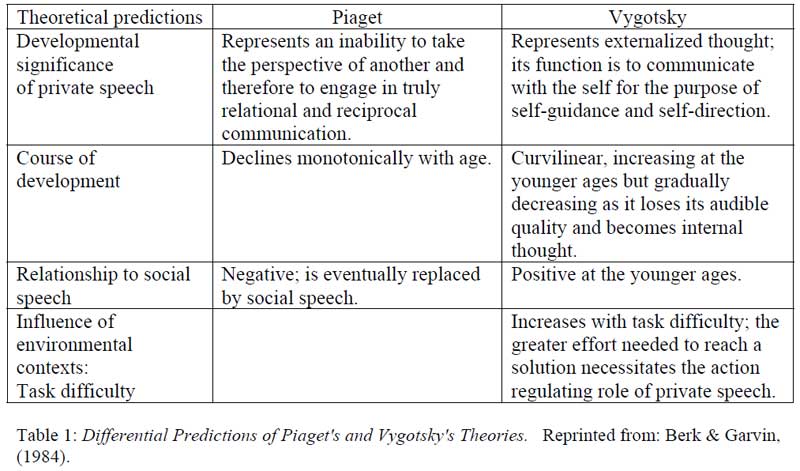 Theoretical predictions
Piaget
Vygotsky
Developmental
significance
of private speech
Represents an inability to take
the perspective of another and
therefore to engage in truly
relational and reciprocal
communication.
Represents externalized thought;
its function is to communicate
with the self for the purpose of
self-guidance and self-direction.
Course of
development
Declines monotonically with age.
Curvilinear, increasing at the
younger ages but gradually
decreasing as it loses its audible
quality and becomes internal
thought.
Relationship to social
speech
Negative; is eventually replaced
by social speech.
Positive at the younger ages.
Influence of
environmental
contexts:
Task difficulty
Increases with task difficulty; the
greater effort needed to reach a
solution necessitates the action
regulating role of private speech.
Table 1: Differential Predictions of Piaget's and Vygotsky's Theories. Reprinted from: Berk & Garvin,
(1984).